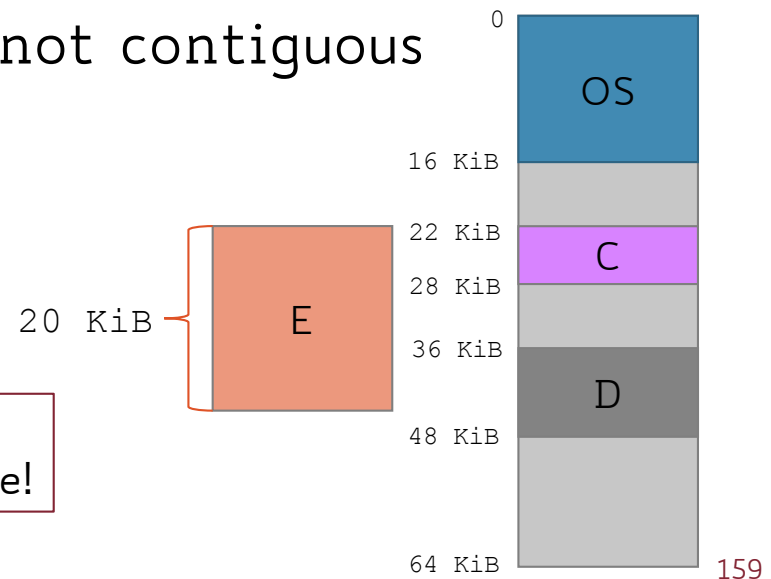 not contiguous
0
OS
16 KiB
22 KiB
C
28 KiB
20 KiB
E
36 KiB
D
48 KiB
e!
64 KiB
159